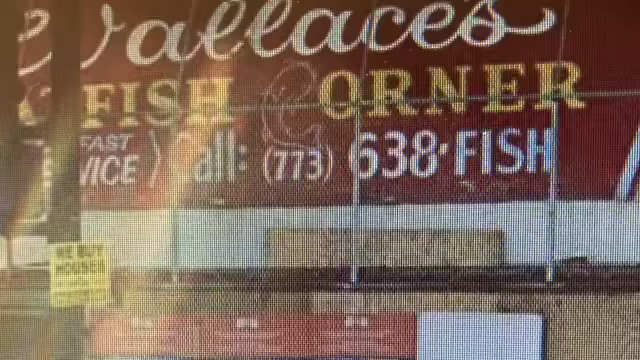 Wallace's
FISH CORNER
FAST
VICE Call: (773) 638-FISH
WE BUY
HOUSES